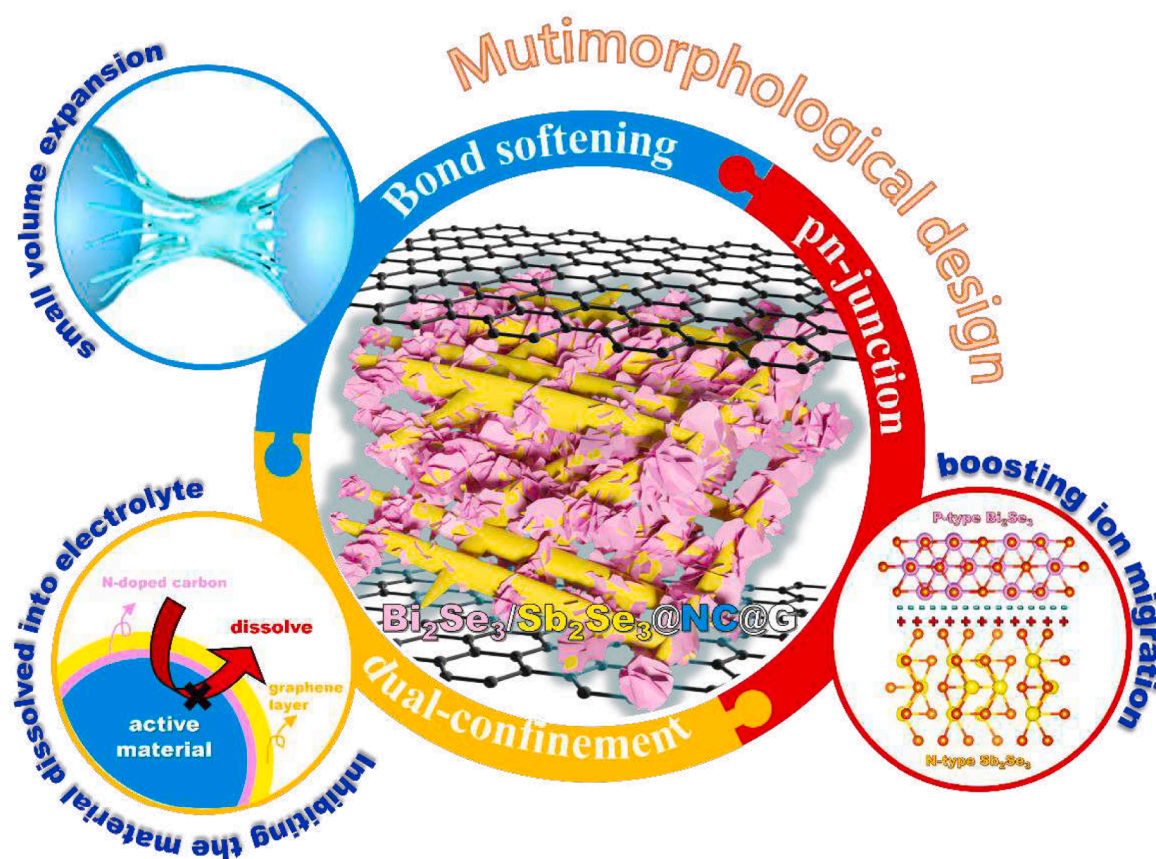 Mutimorphological design
small volume expansion
Bond softening
pn-junction
boosting ion migration
P-type Bi₂Se₃
N-type Sb₂Se₃
Bi₂Se₃/Sb₂Se₃@NC@G
dual-confinement
Inhibiting the material dissolved into electrolyte
N-doped carbon
dissolve
graphene
layer
active
material